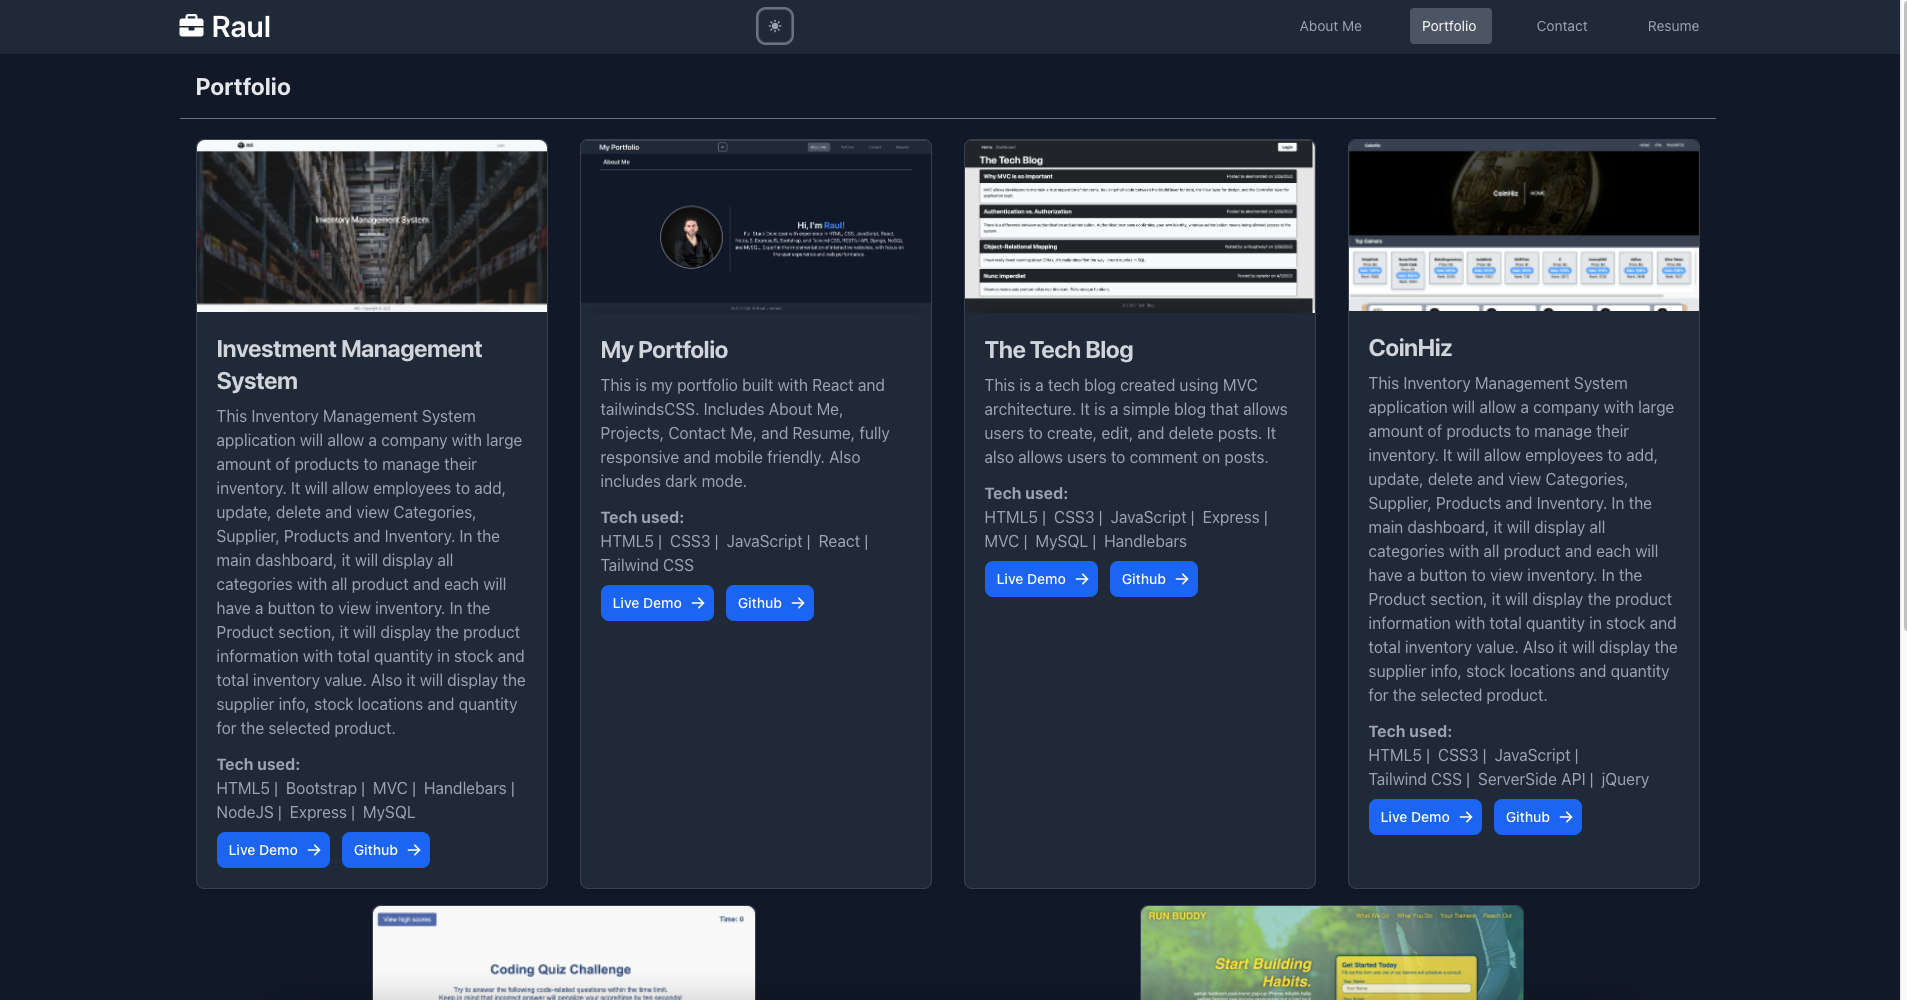 Raul
About Me
Portfolio
Contact
Resume
Portfolio
Inventory Management System
Investment Management
System
This Inventory Management System
application will allow a company with large
amount of products to manage their
inventory. It will allow employees to add,
update, delete and view Categories,
Supplier, Products and Inventory. In the
main dashboard, it will display all
categories with all product and each will
have a button to view inventory. In the
Product section, it will display the product
information with total quantity in stock and
total inventory value. Also it will display the
supplier info, stock locations and quantity
for the selected product.
Tech used:
HTML5 | Bootstrap | MVC | Handlebars |
NodeJS | Express | MySQL
Live Demo →
Github →
My Portfolio
About Me
Hi, I'm Raul!
My Portfolio
This is my portfolio built with React and
tailwindsCSS. Includes About Me,
Projects, Contact Me, and Resume, fully
responsive and mobile friendly. Also
includes dark mode.
Tech used:
HTML5 | CSS3 | JavaScript | React |
Tailwind CSS
Live Demo →
Github →
Home Dashboard
Login
The Tech Blog
Why MVC is so important
Authentication vs. Authorization
Object-Relational Mapping
Nunc imperdiet
The Tech Blog
This is a tech blog created using MVC
architecture. It is a simple blog that allows
users to create, edit, and delete posts. It
also allows users to comment on posts.
Tech used:
HTML5 | CSS3 | JavaScript | Express |
MVC | MySQL | Handlebars
Live Demo →
Github →
CoinHiz
HOME
Top Gainers
CoinHiz
This Inventory Management System
application will allow a company with large
amount of products to manage their
inventory. It will allow employees to add,
update, delete and view Categories,
Supplier, Products and Inventory. In the
main dashboard, it will display all
categories with all product and each will
have a button to view inventory. In the
Product section, it will display the product
information with total quantity in stock and
total inventory value. Also it will display the
supplier info, stock locations and quantity
for the selected product.
Tech used:
HTML5 | CSS3 | JavaScript |
Tailwind CSS | ServerSide API | jQuery
Live Demo →
Github →
View high scores
Time: 0
Coding Quiz Challenge
Try to answer the following code-related questions within the time limit.
Keep in mind that incorrect answer will penalize your score/time by ten seconds!
RUN BUDDY
What We Do
What You Do
Your Trainers
Reach Out
Start Building
Habits.
Get Started Today
Your Name